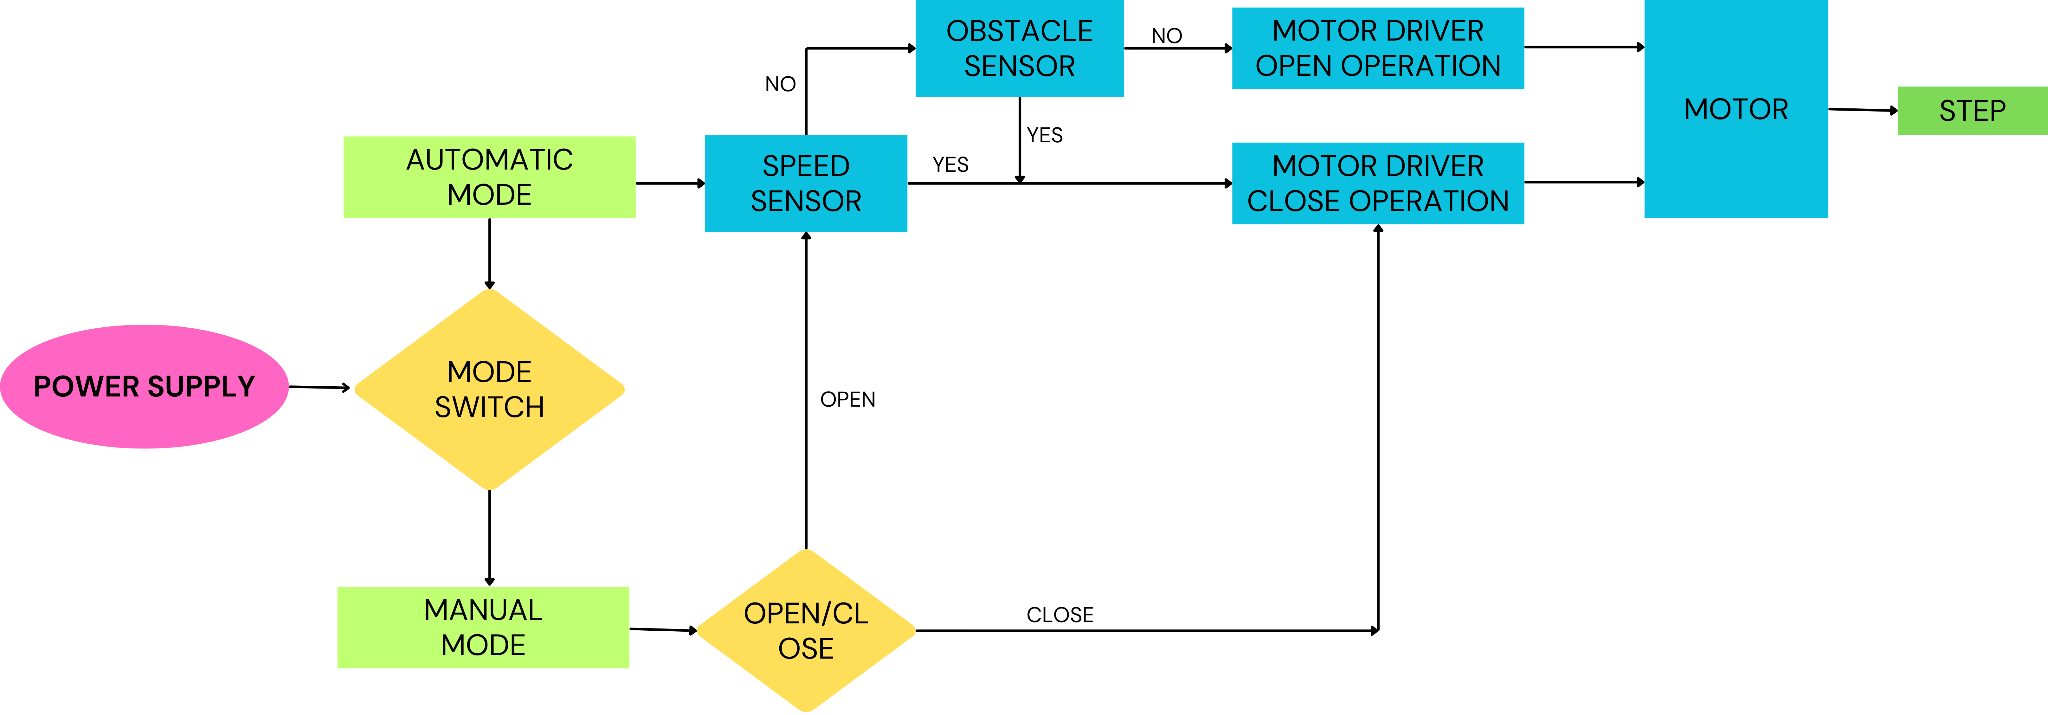 OBSTACLE
SENSOR
NO
MOTOR DRIVER
OPEN OPERATION
NO
YES
MOTOR
STEP
AUTOMATIC
MODE
SPEED
SENSOR
YES
MOTOR DRIVER
CLOSE OPERATION
POWER SUPPLY
MODE
SWITCH
OPEN
MANUAL
MODE
OPEN/CL
OSE
CLOSE